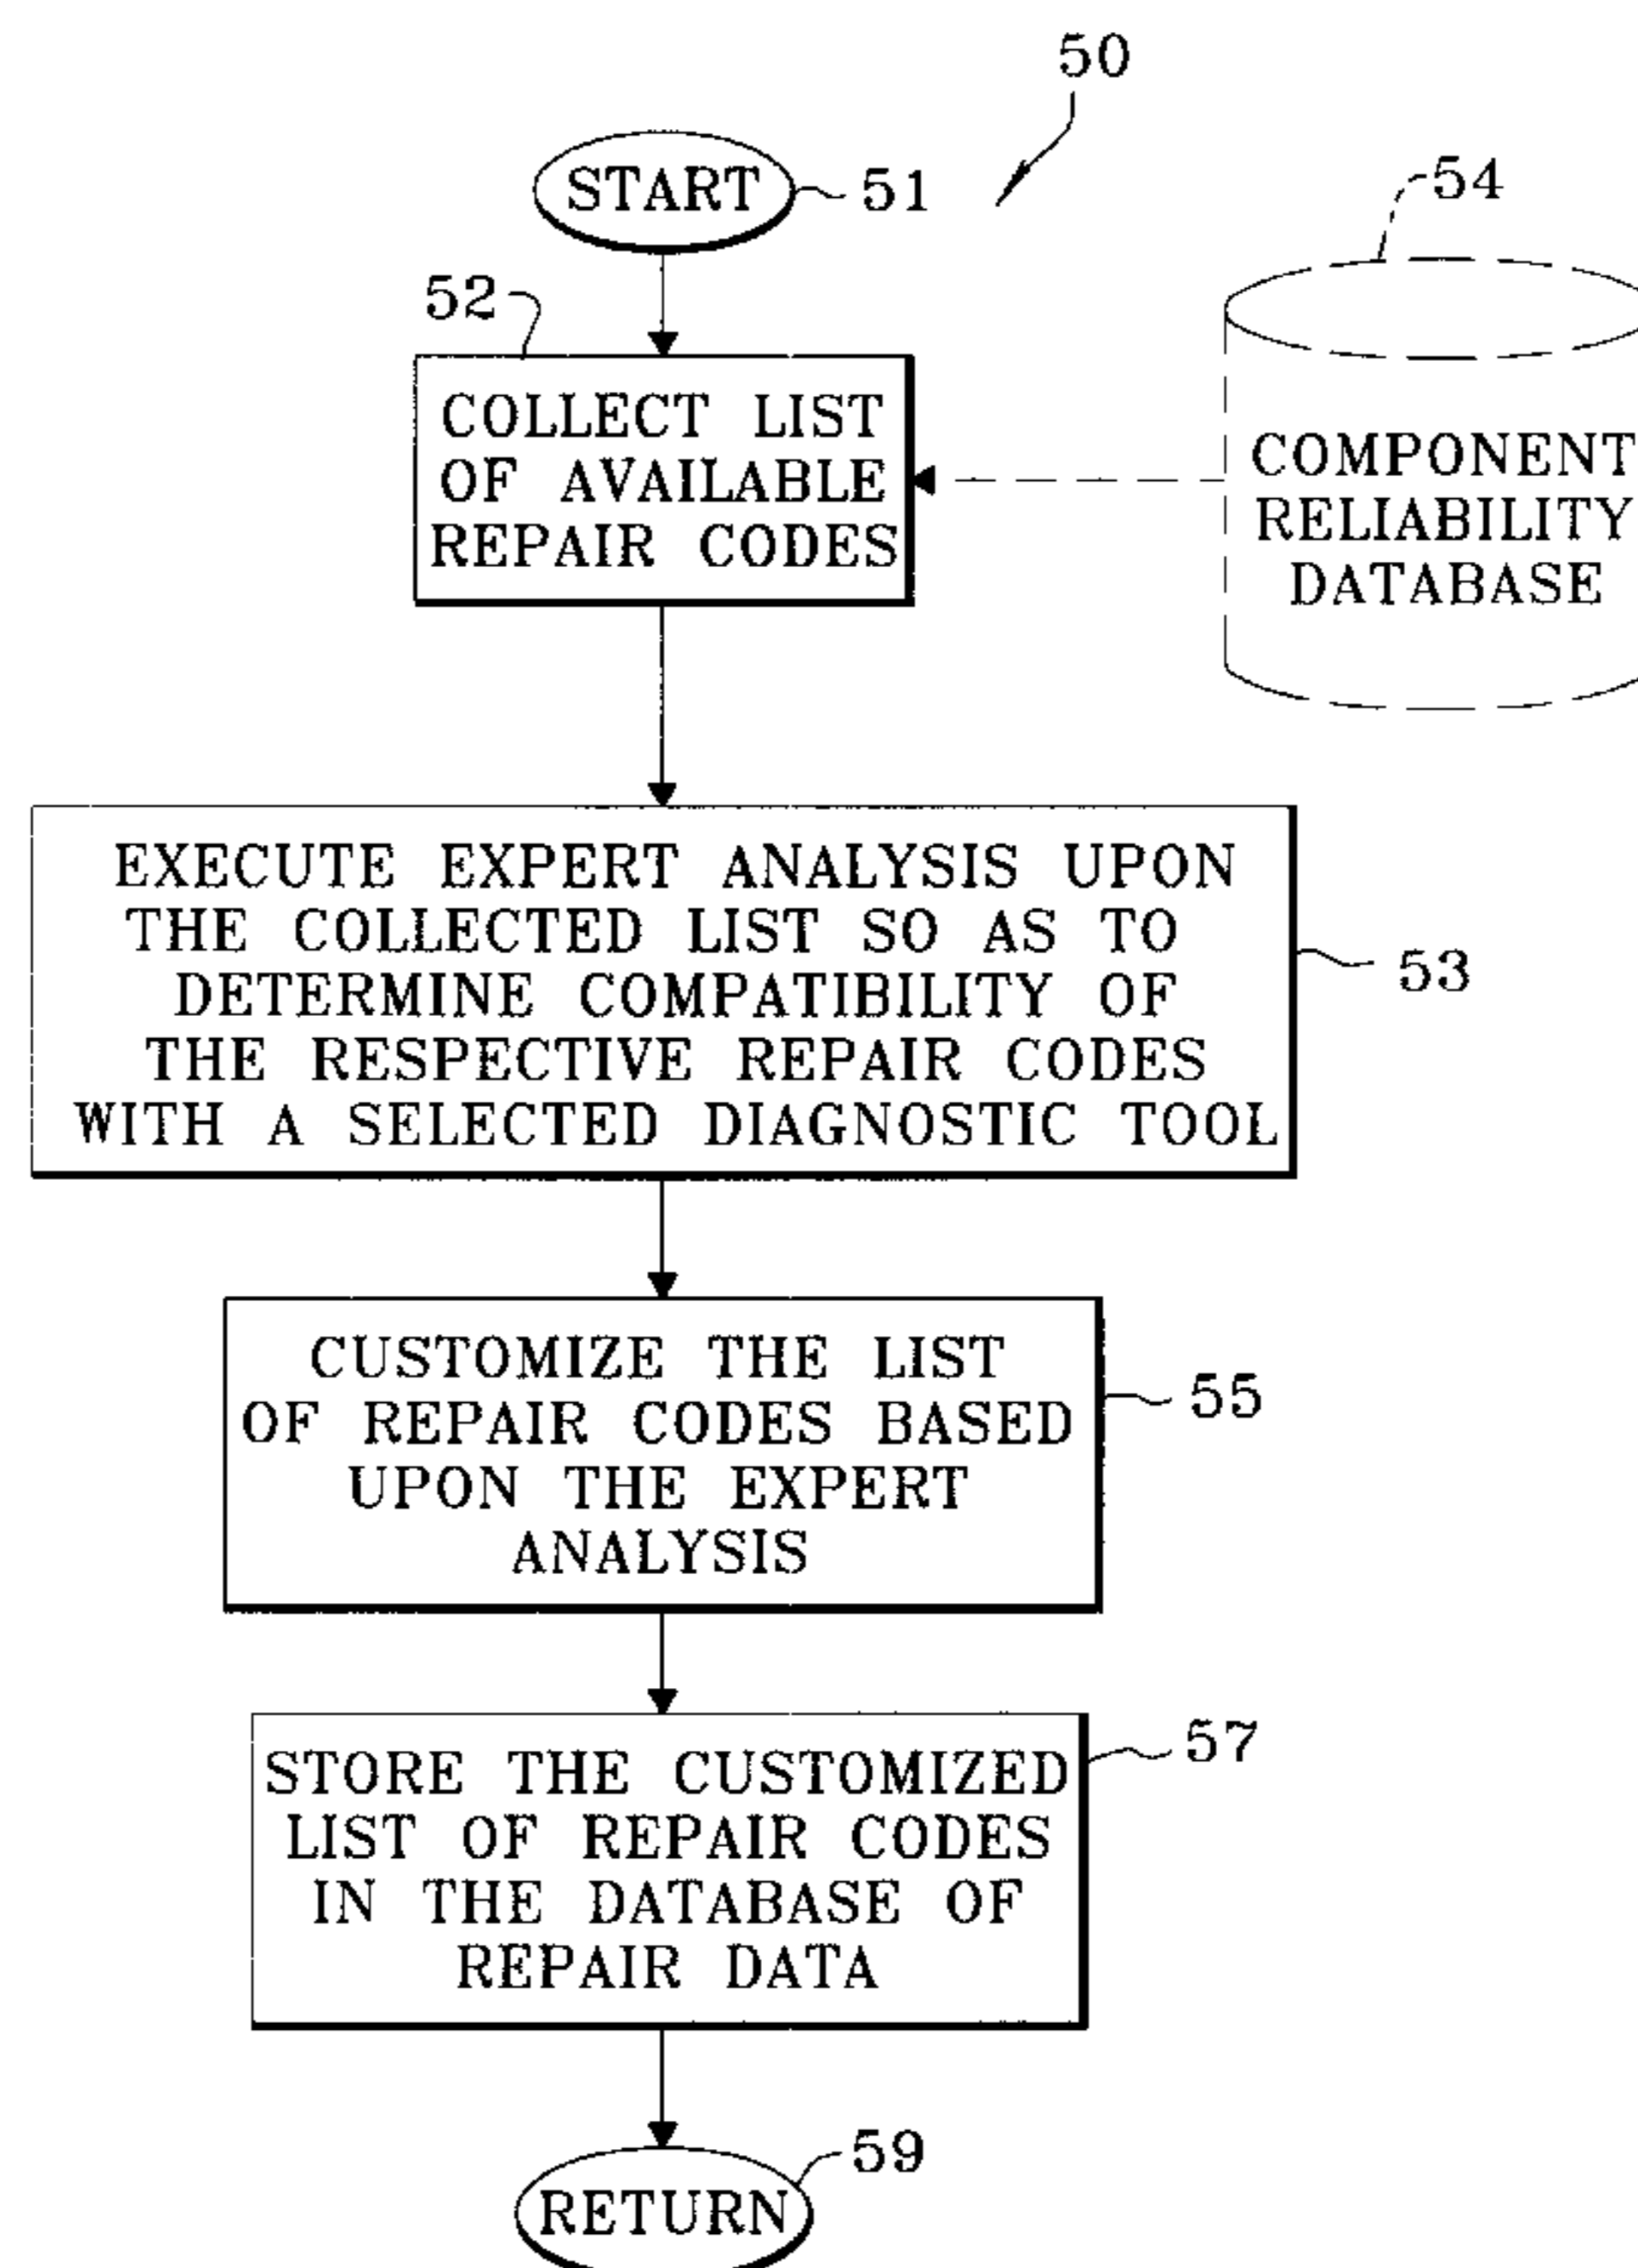 50
START
51
54
52
COLLECT LIST
OF AVAILABLE
REPAIR CODES
COMPONENT
RELIABILITY
DATABASE
EXECUTE EXPERT ANALYSIS UPON
THE COLLECTED LIST SO AS TO
DETERMINE COMPATIBILITY OF
THE RESPECTIVE REPAIR CODES
WITH A SELECTED DIAGNOSTIC TOOL
53
CUSTOMIZE THE LIST
OF REPAIR CODES BASED
UPON THE EXPERT
ANALYSIS
55
STORE THE CUSTOMIZED
LIST OF REPAIR CODES
IN THE DATABASE OF
REPAIR DATA
57
59
RETURN